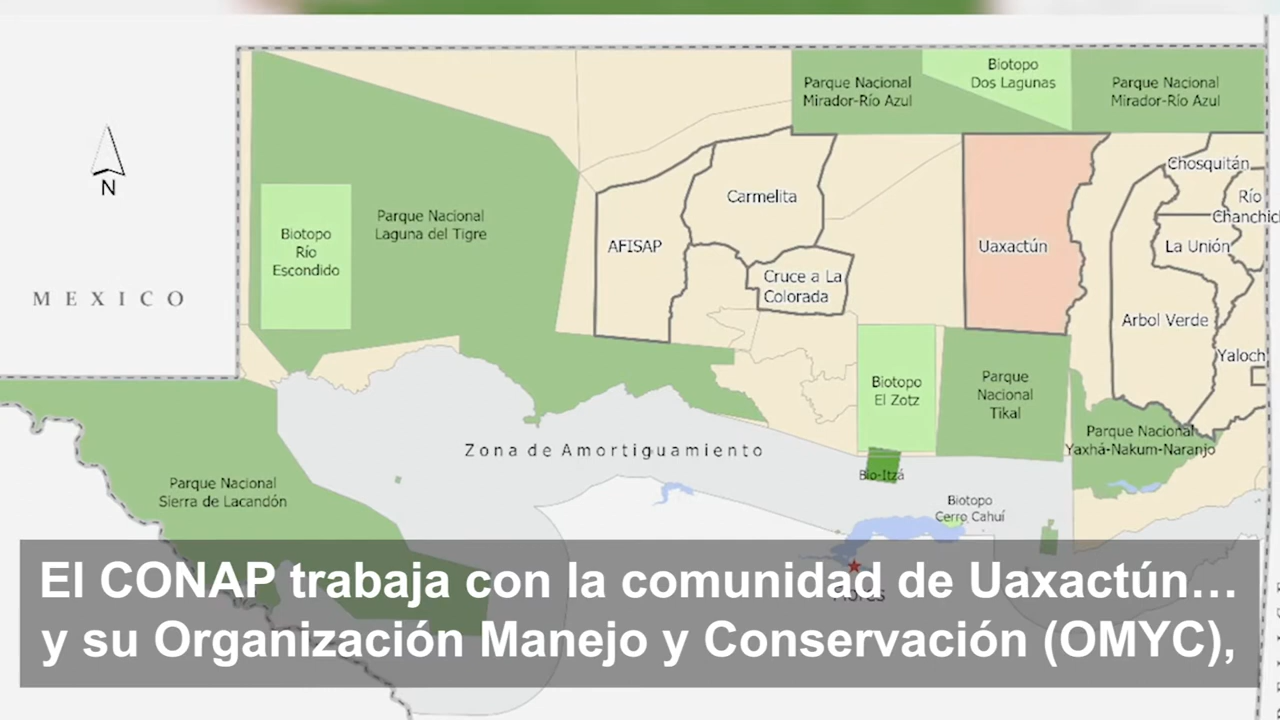 Parque Nacional
Mirador-Río Azul
Biotopo
Dos Lagunas
Parque Nacional
Mirador-Río Azul
N
MEXICO
Biotopo
Río
Escondido
Parque Nacional
Laguna del Tigre
AFISAP
Carmelita
Cruce a La
Colorada
Uaxactún
Chosquitán
Río
Chanchic
La Unión
Arbol Verde
Yaloch
Biotopo
El Zotz
Parque
Nacional
Tikal
Parque Nacional
Yaxhá-Nakum-Naranjo
Zona de Amortiguamiento
Bio-Itzá
Biotopo
Cerro Cahuí
Parque Nacional
Sierra de Lacandón
Flores
El CONAP trabaja con la comunidad de Uaxactún…
y su Organización Manejo y Conservación (OMYC),